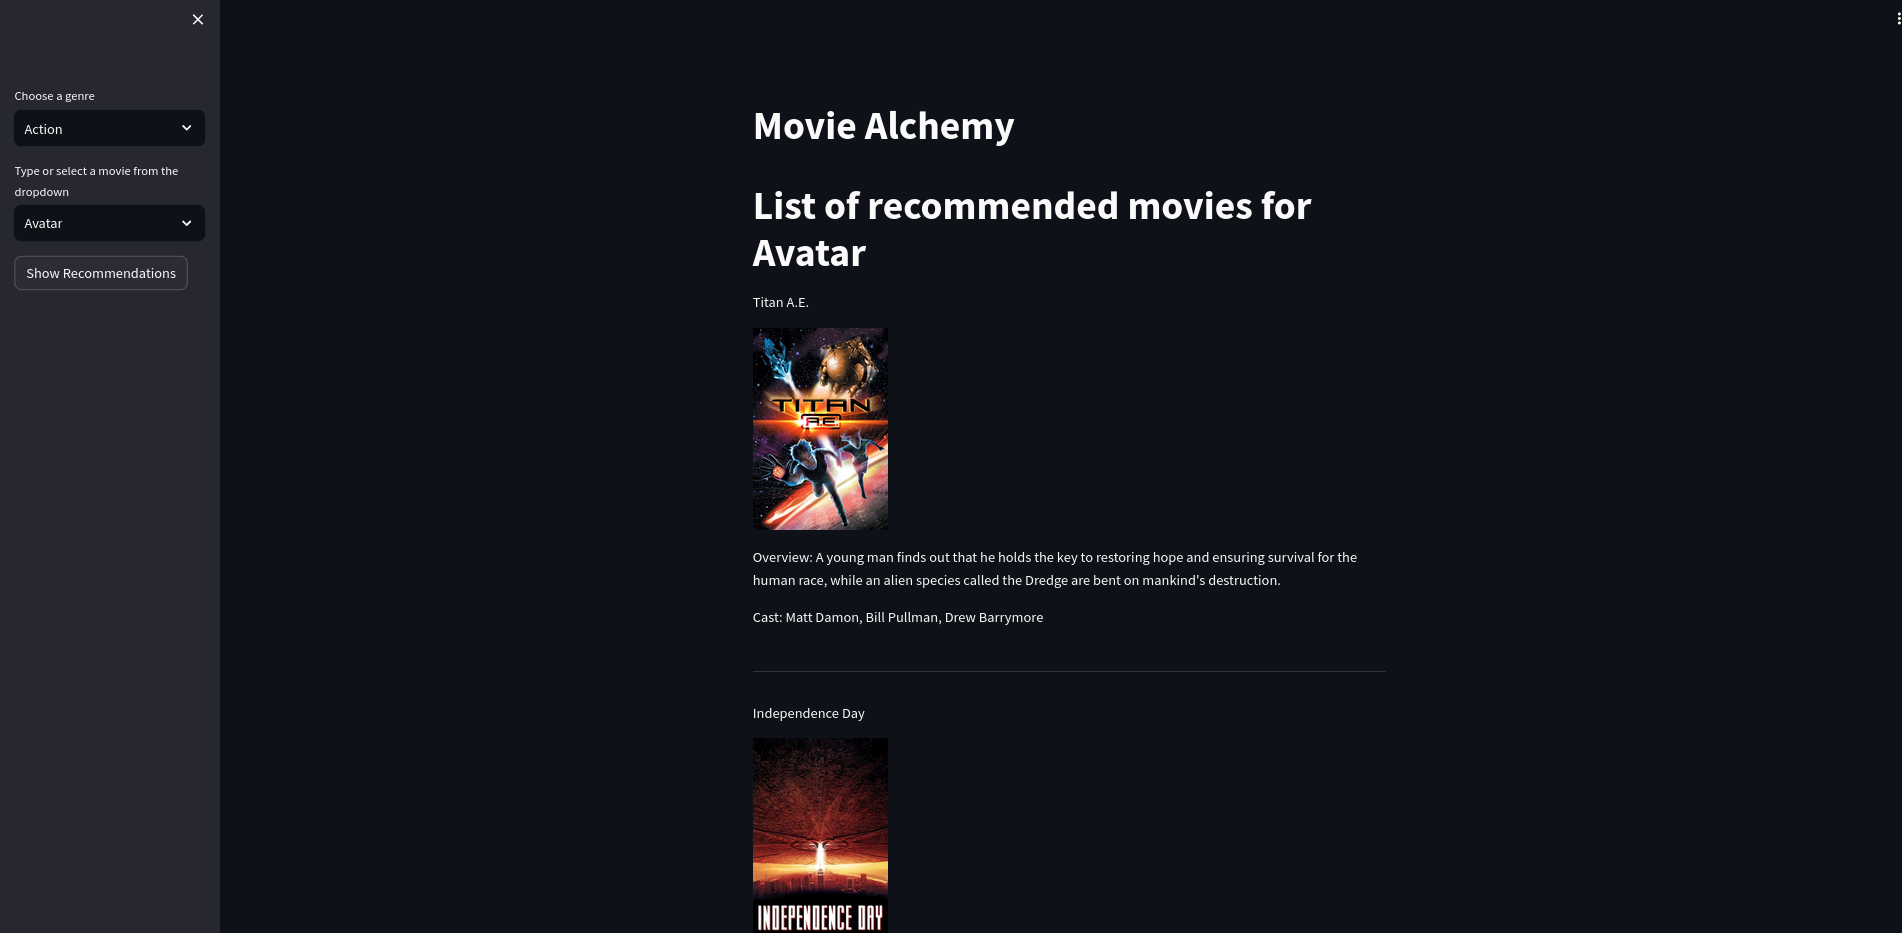 Choose a genre
Action
Type or select a movie from the
dropdown
Avatar
Show Recommendations
Movie Alchemy
List of recommended movies for
Avatar
Titan A.E.
TITAN
A.E.
Overview: A young man finds out that he holds the key to restoring hope and ensuring survival for the
human race, while an alien species called the Dredge are bent on mankind's destruction.
Cast: Matt Damon, Bill Pullman, Drew Barrymore
Independence Day
INDEPENDENCE DAY